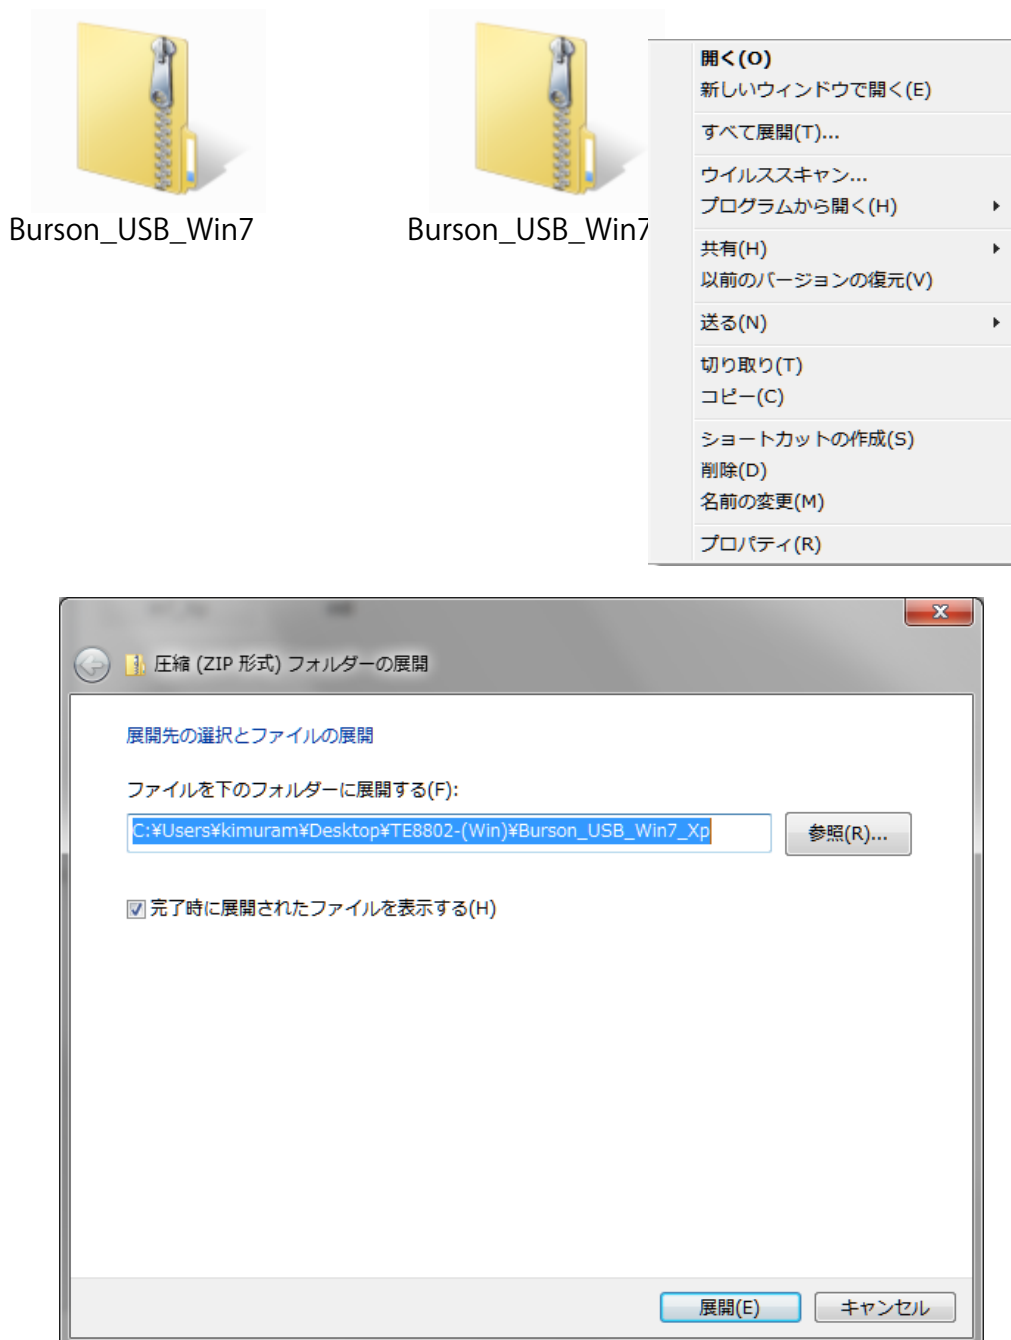 Burson_USB_Win7
Burson_USB_Win7
開く(O)
新しいウィンドウで開く(E)
すべて展開(T)...
ウイルススキャン...
プログラムから開く(H)
共有(H)
以前のバージョンの復元(V)
送る(N)
切り取り(T)
コピー(C)
ショートカットの作成(S)
削除(D)
名前の変更(M)
プロパティ(R)
圧縮 (ZIP 形式) フォルダーの展開
展開先の選択とファイルの展開
ファイルを下のフォルダーに展開する(F):
C:¥Users¥kimuram¥Desktop¥TE8802-(Win)¥Burson_USB_Win7_Xp
参照(R)...
完了時に展開されたファイルを表示する(H)
展開(E)
キャンセル